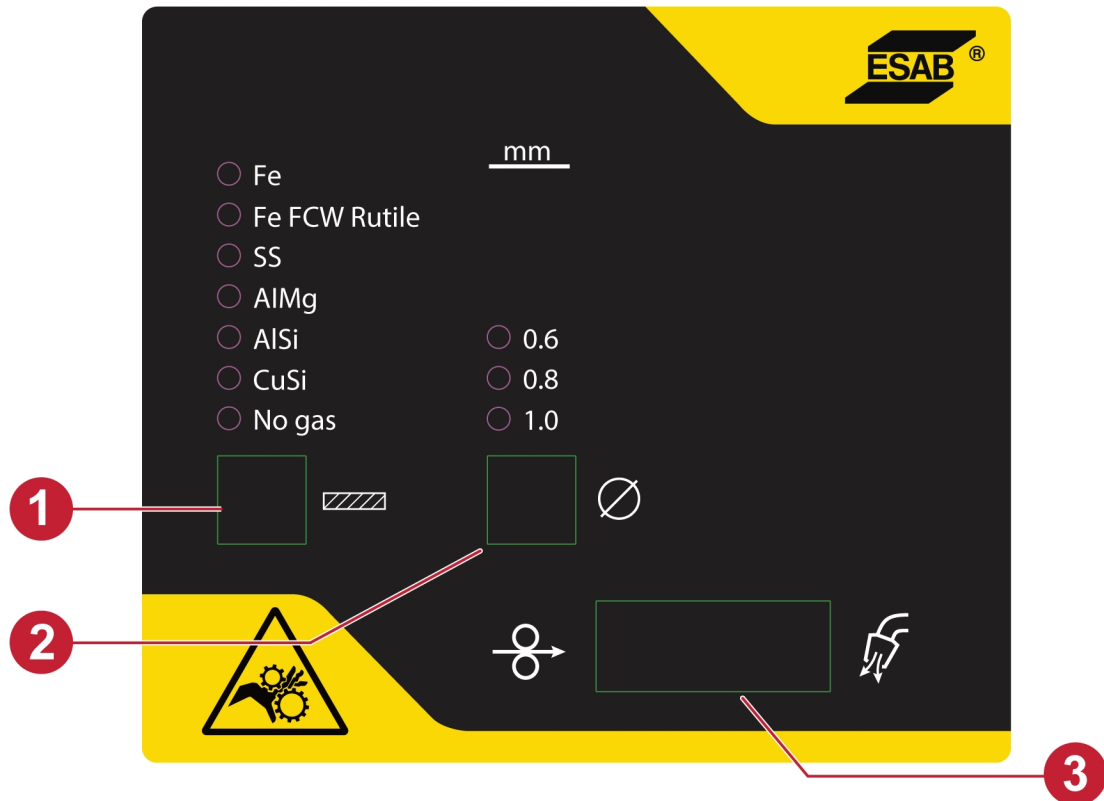 ESAB ®
mm
Fe
Fe FCW Rutile
SS
AlMg
AlSi
0.6
CuSi
0.8
No gas
1.0
1
2
3